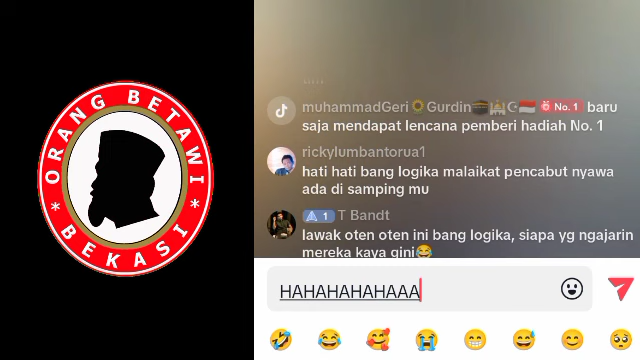 ORANG BETAWI
* BEKASI *
muhammadGeri🌻Gurdin🕋🕌☪🇮🇩 No. 1 baru
saja mendapat lencana pemberi hadiah No. 1
rickylumbantorua1
hati hati bang logika malaikat pencabut nyawa
ada di samping mu
1 T Bandt
lawak oten oten ini bang logika, siapa yg ngajarin
mereka kaya gini😂
HAHAHAHAHAAA